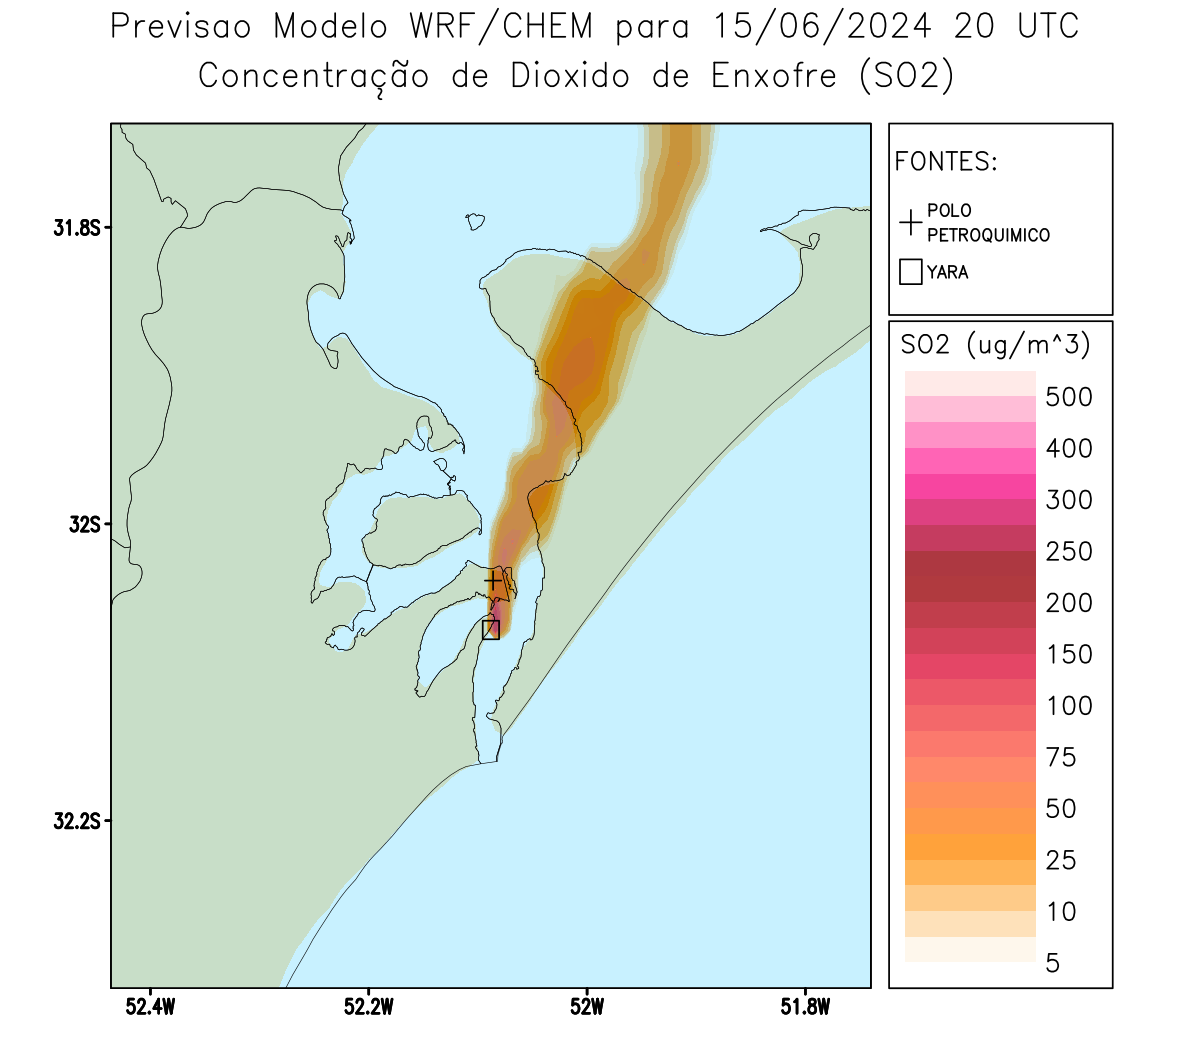 Previsao Modelo WRF/CHEM para 15/06/2024 20 UTC
Concentração de Dioxido de Enxofre (SO2)
FONTES:
POLO
PETROQUIMICO
YARA
SO2 (ug/m^3)
500
400
300
250
200
150
100
75
50
25
10
5
31.8S
32S
32.2S
52.4W
52.2W
52W
51.8W